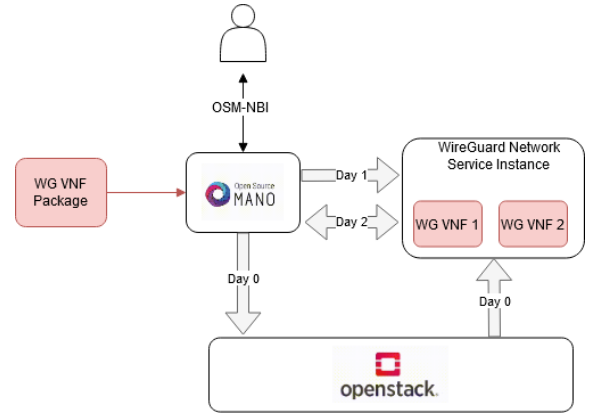 OSM-NBI
WireGuard Network
Service Instance
WG VNF
Package
Open Source
MANO
Day 1
Day 2
WG VNF 1
WG VNF 2
Day 0
Day 0
openstack.